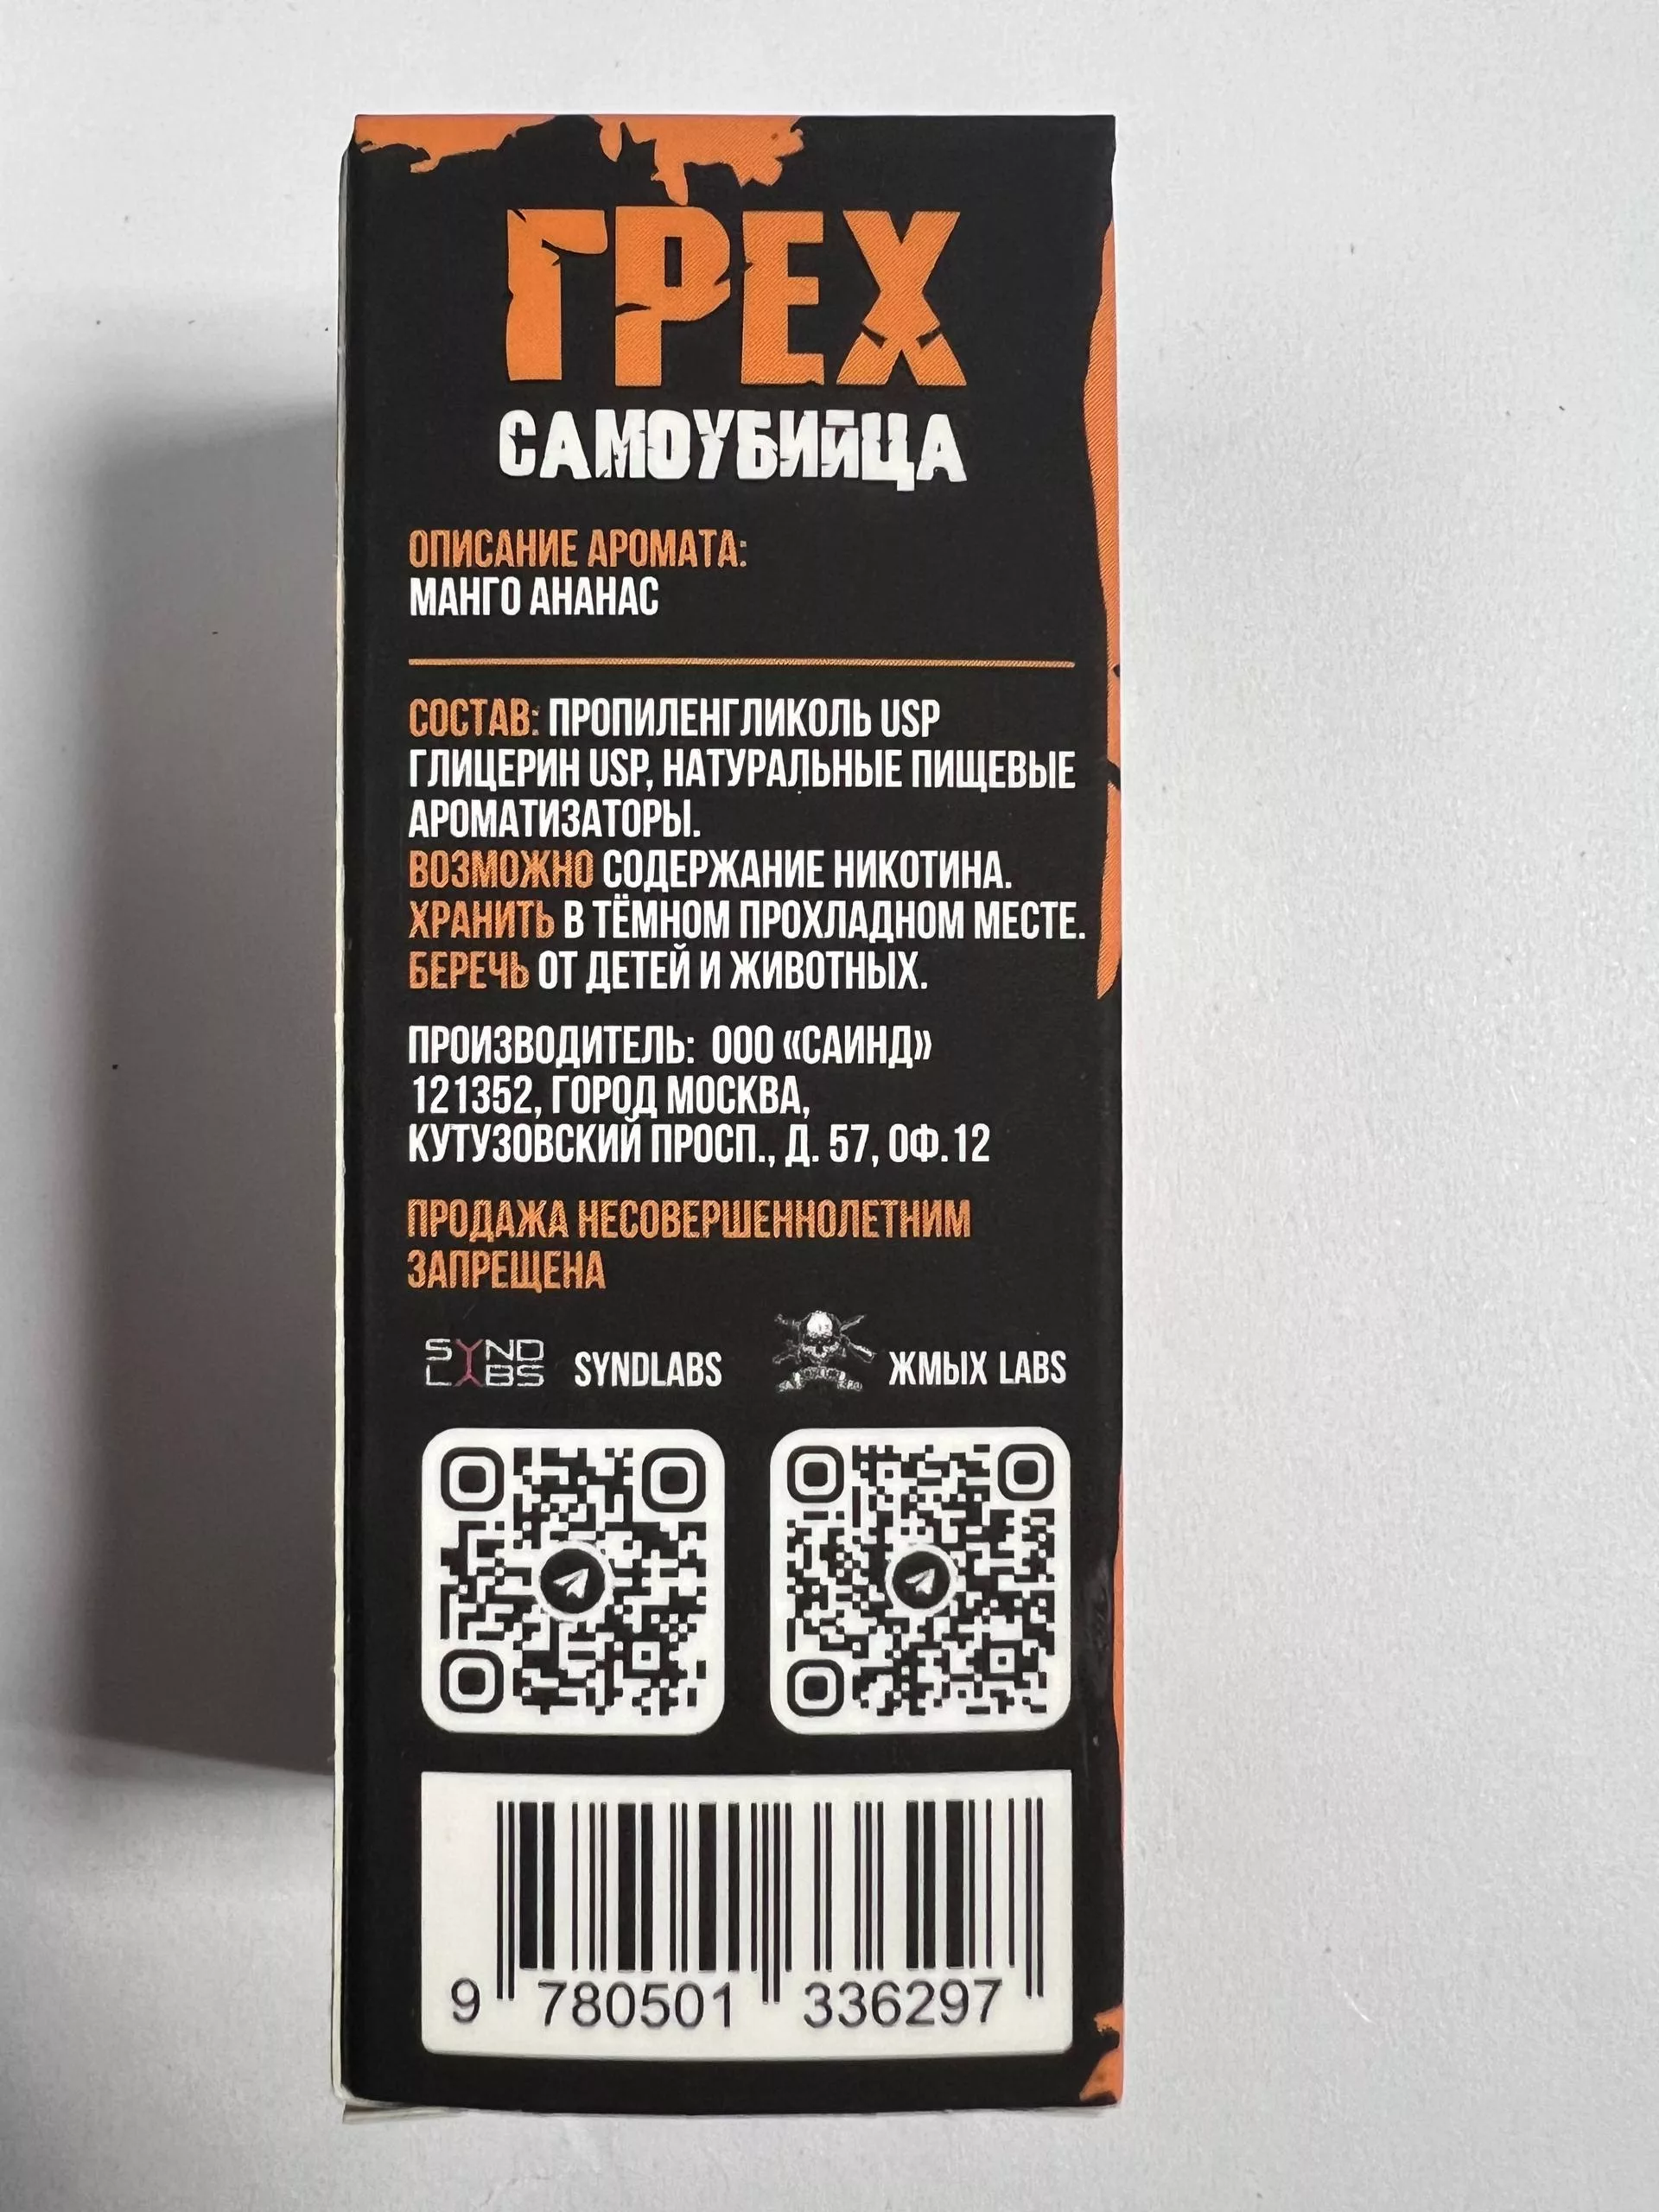 ГРЕХ
САМОУБИЙЦА
ОПИСАНИЕ АРОМАТА:
МАНГО АНАНАС
СОСТАВ: ПРОПИЛЕНГЛИКОЛЬ USP
ГЛИЦЕРИН USP, НАТУРАЛЬНЫЕ ПИЩЕВЫЕ
АРОМАТИЗАТОРЫ.
ВОЗМОЖНО СОДЕРЖАНИЕ НИКОТИНА.
ХРАНИТЬ В ТЁМНОМ ПРОХЛАДНОМ МЕСТЕ.
БЕРЕЧЬ ОТ ДЕТЕЙ И ЖИВОТНЫХ.
ПРОИЗВОДИТЕЛЬ: ООО «САИНД»
121352, ГОРОД МОСКВА,
КУТУЗОВСКИЙ ПРОСП., Д. 57, ОФ.12
ПРОДАЖА НЕСОВЕРШЕННОЛЕТНИМ
ЗАПРЕЩЕНА
SYND
LABS
SYNDLABS
ЖМЫХ LABS
9 780501 336297